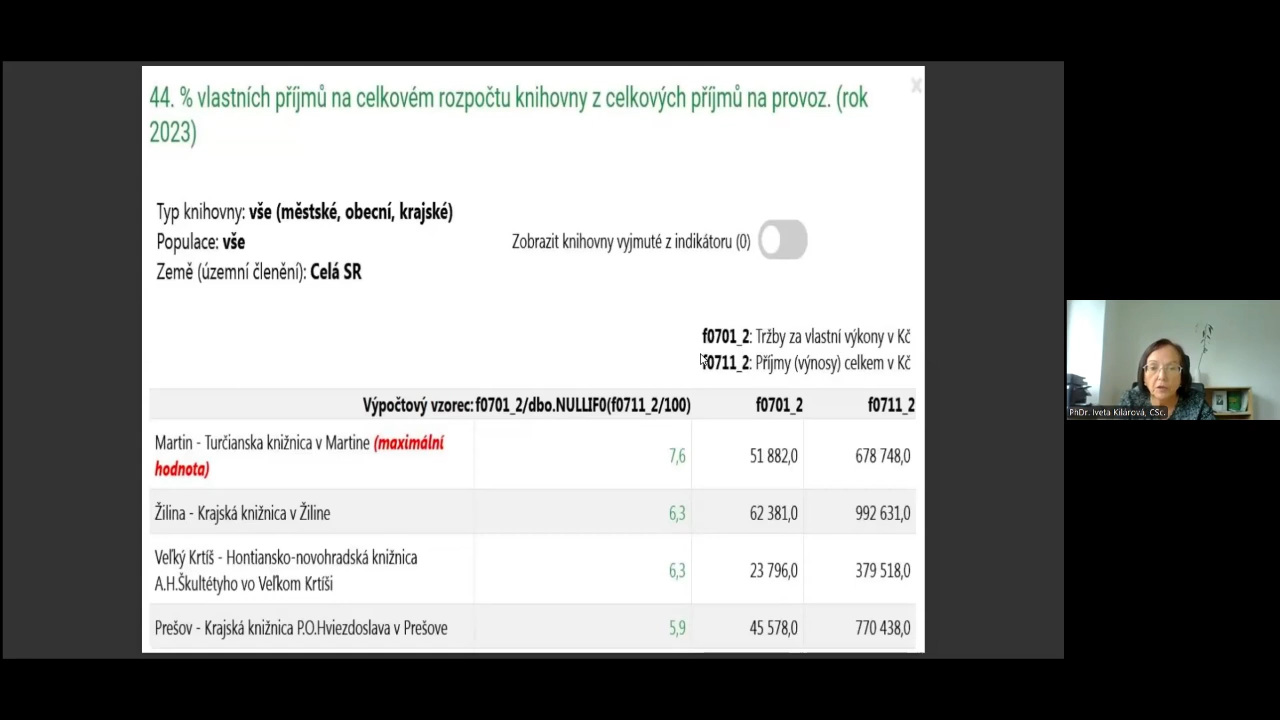 44. % vlastních příjmů na celkovém rozpočtu knihovny z celkových příjmů na provoz. (rok
2023)
Typ knihovny: vše (městské, obecní, krajské)
Populace: vše
Země (územní členění): Celá SR
Zobrazit knihovny vyjmuté z indikátoru (0)
f0701_2: Tržby za vlastní výkony v Kč
f0711_2: Příjmy (výnosy) celkem v Kč
Výpočtový vzorec: f0701_2/dbo.NULLIF0(f0711_2/100) f0701_2 f0711_2
Martin - Turčianska knižnica v Martine (maximální
hodnota) 7,6 51 882,0 678 748,0
Žilina - Krajská knižnica v Žiline 6,3 62 381,0 992 631,0
Veľký Krtíš - Hontiansko-novohradská knižnica
A.H.Škultétyho vo Veľkom Krtíši 6,3 23 796,0 379 518,0
Prešov - Krajská knižnica P.O.Hviezdoslava v Prešove 5,9 45 578,0 770 438,0
PhDr. Iveta Kilárová, CSc.